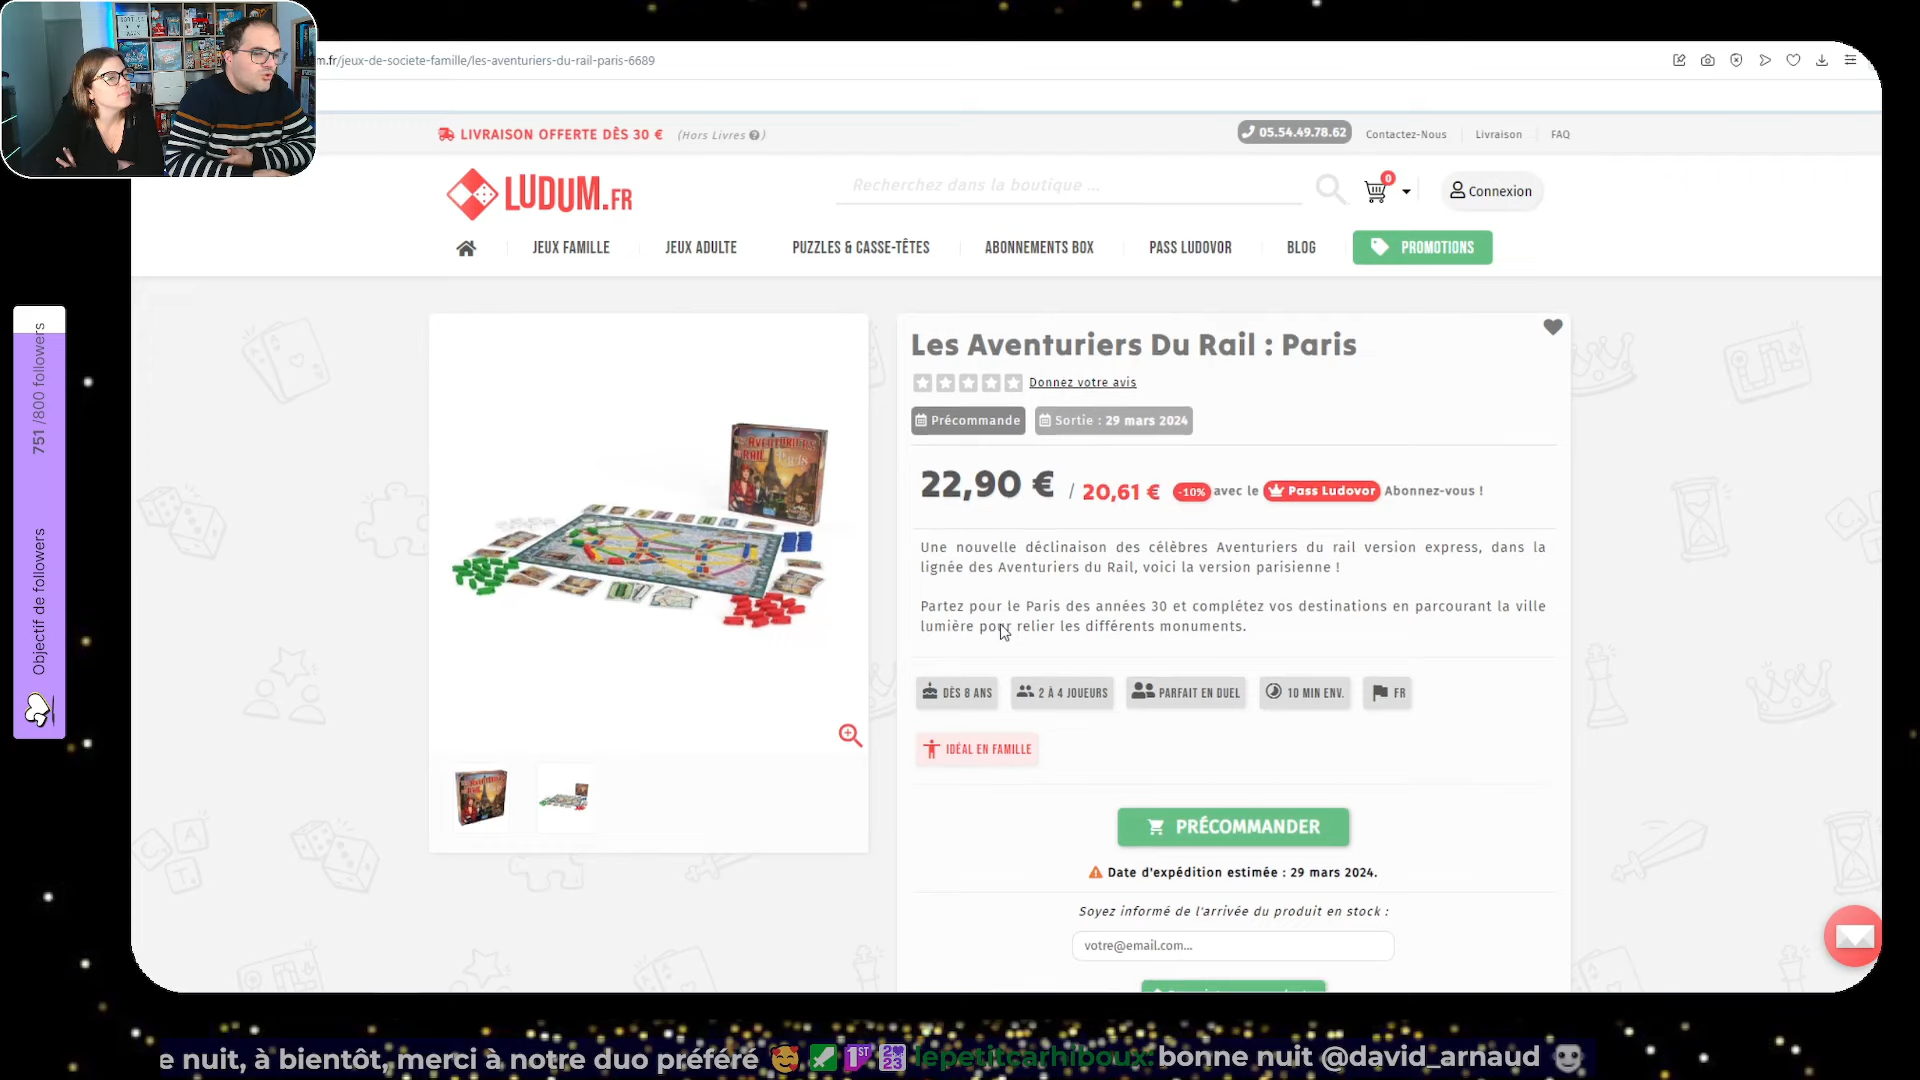 m.fr/jeux-de-societe-famille/les-aventuriers-du-rail-paris-6689
LIVRAISON OFFERTE DÈS 30 €
(Hors Livres ?)
05.54.49.78.62
Contactez-Nous
Livraison
FAQ
LUDUM.FR
Recherchez dans la boutique ...
0
Connexion
JEUX FAMILLE
JEUX ADULTE
PUZZLES & CASSE-TÊTES
ABONNEMENTS BOX
PASS LUDOVOR
BLOG
PROMOTIONS
751 /800 followers
Objectif de followers
Les Aventuriers Du Rail : Paris
Donnez votre avis
Précommande
Sortie : 29 mars 2024
22,90 € / 20,61 € -10% avec le Pass Ludovor Abonnez-vous !
Une nouvelle déclinaison des célèbres Aventuriers du rail version express, dans la
lignée des Aventuriers du Rail, voici la version parisienne !
Partez pour le Paris des années 30 et complétez vos destinations en parcourant la ville
lumière pour relier les différents monuments.
DÈS 8 ANS
2 À 4 JOUEURS
PARFAIT EN DUEL
10 MIN ENV.
FR
IDÉAL EN FAMILLE
PRÉCOMMANDER
Date d'expédition estimée : 29 mars 2024.
Soyez informé de l'arrivée du produit en stock :
votre@email.com...
e nuit, à bientôt, merci à notre duo préféré 1ST 2023 lepetitcarhiboux: bonne nuit @david_arnaud